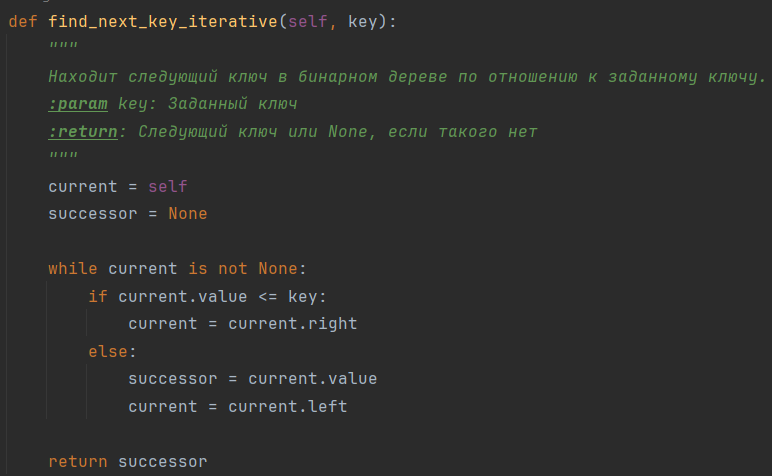 def find_next_key_iterative(self, key):
    """
    Находит следующий ключ в бинарном дереве по отношению к заданному ключу.
    :param key: Заданный ключ
    :return: Следующий ключ или None, если такого нет
    """
    current = self
    successor = None

    while current is not None:
        if current.value <= key:
            current = current.right
        else:
            successor = current.value
            current = current.left

    return successor